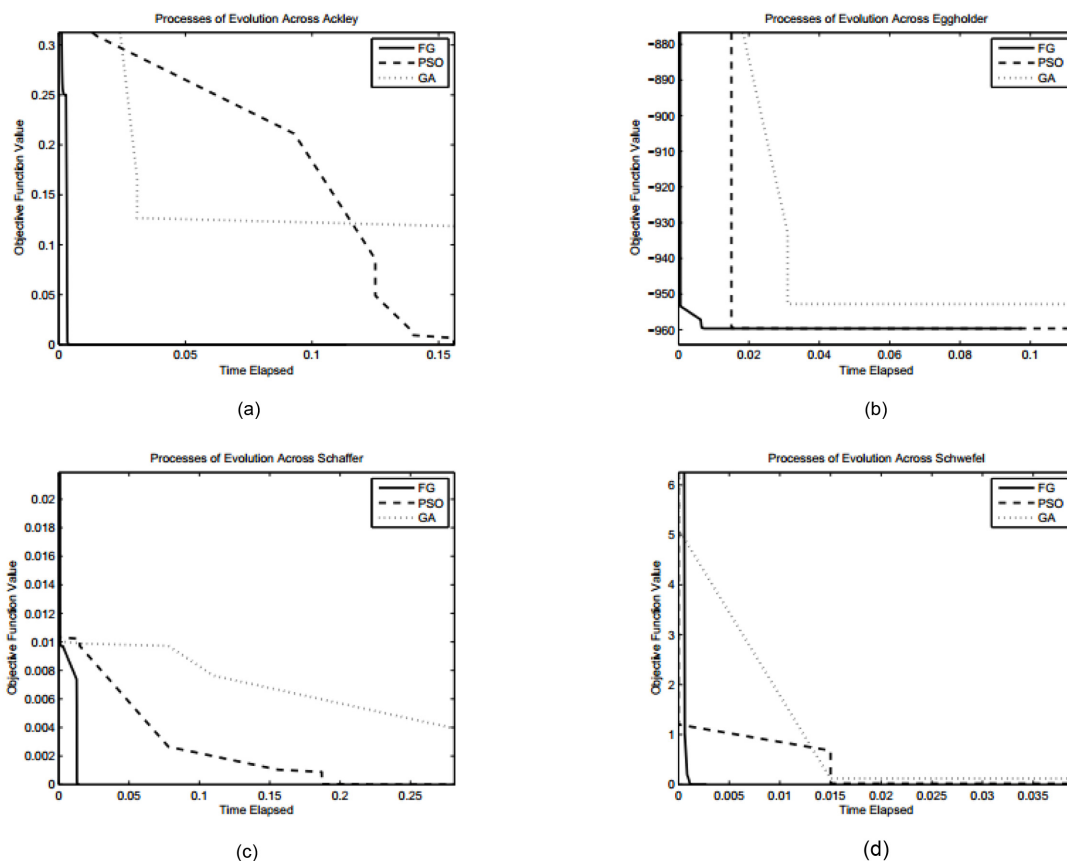 Processes of Evolution Across Ackley
FG
PSO
GA
0.3
0.25
0.2
0.15
0.1
0.05
0
Objective Function Value
0
0.05
0.1
0.15
Time Elapsed
(a)
Processes of Evolution Across Eggholder
FG
PSO
GA
−880
−890
−900
−910
−920
−930
−940
−950
−960
Objective Function Value
0
0.02
0.04
0.06
0.08
0.1
Time Elapsed
(b)
Processes of Evolution Across Schaffer
FG
PSO
GA
0.02
0.018
0.016
0.014
0.012
0.01
0.008
0.006
0.004
0.002
0
Objective Function Value
0
0.05
0.1
0.15
0.2
0.25
Time Elapsed
(c)
Processes of Evolution Across Schwefel
FG
PSO
GA
6
5
4
3
2
1
0
Objective Function Value
0
0.005
0.01
0.015
0.02
0.025
0.03
0.035
Time Elapsed
(d)